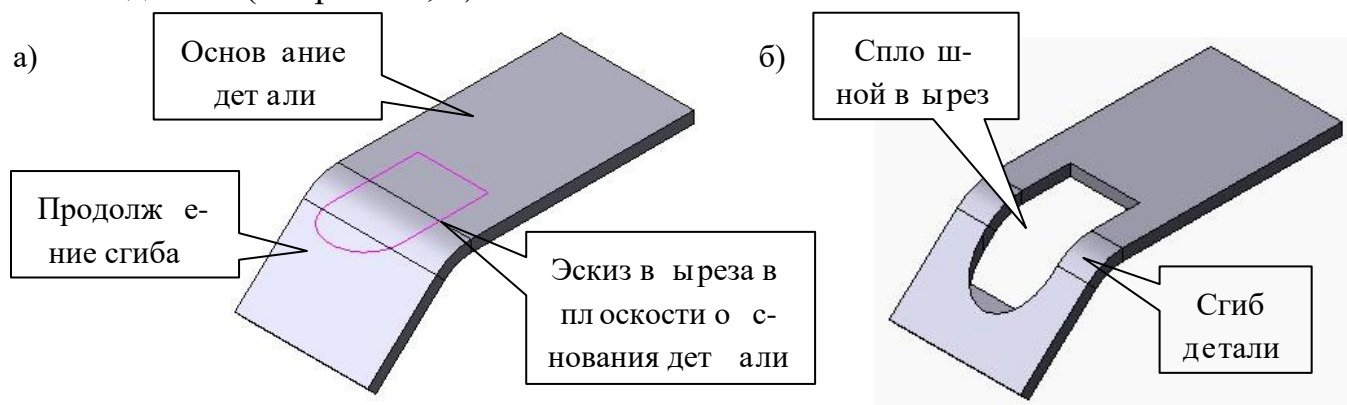 а)
Основ ание
дет али
Продолж е-
ние сгиба
Эскиз в ыреза в
пл оскости о с-
нования дет али
б)
Спло ш-
ной в ырез
Сгиб
детали